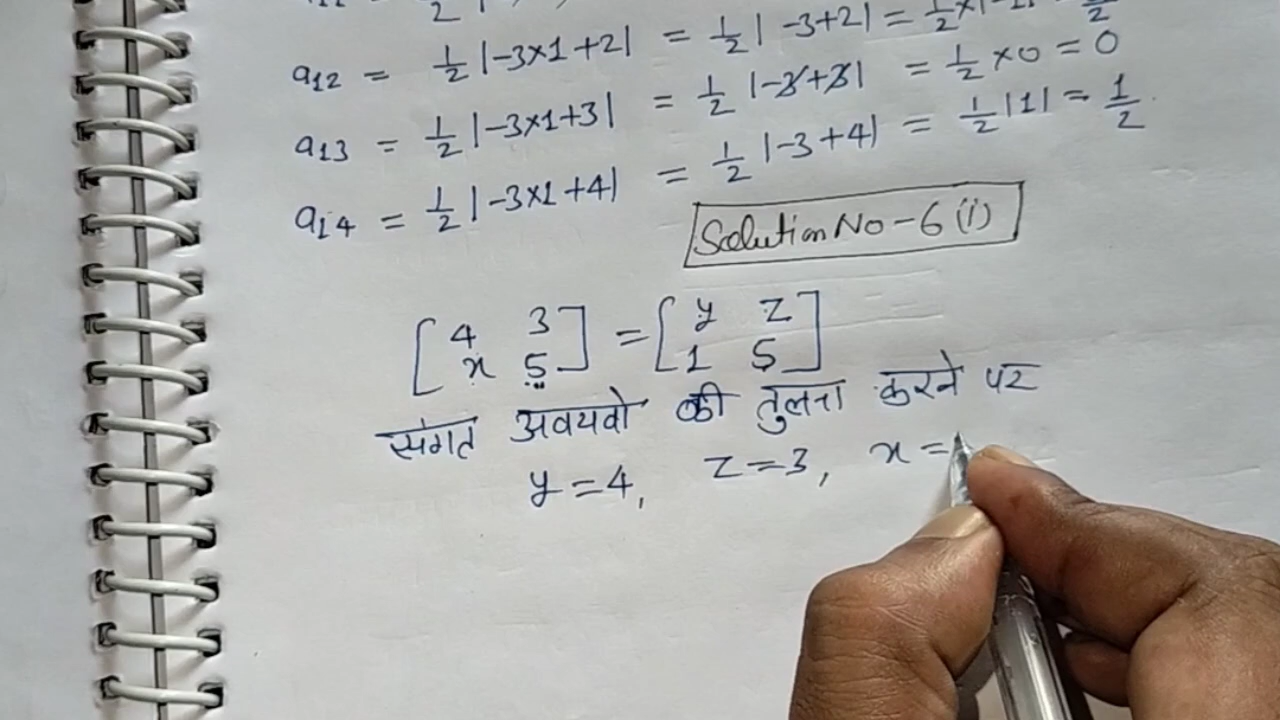 a12 = 1/2 |-3×1+2| = 1/2 |-3+2| = 1/2
a13 = 1/2 |-3×1+3| = 1/2 |-3+3| = 1/2 ×0 = 0
a14 = 1/2 |-3×1+4| = 1/2 |-3+4| = 1/2 |1| = 1/2
Solution No-6(i)
[4 3] = [y z]
[x 5] [1 5]
संगत अवयवो की तुलना करने पर
y=4, z=3, x=